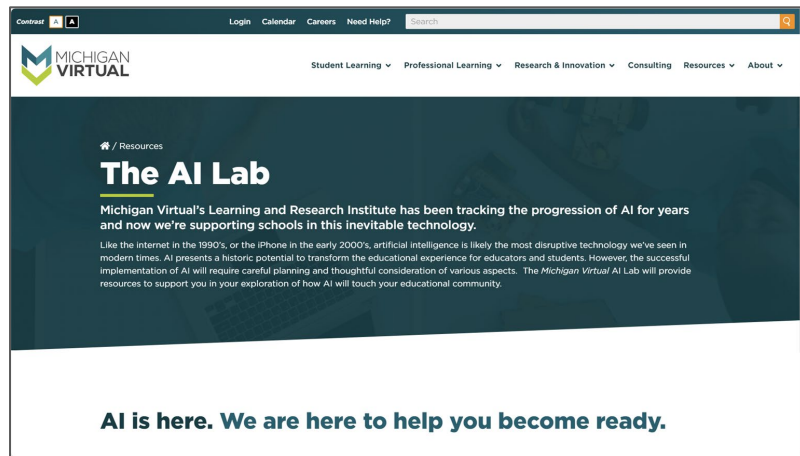 Contrast A A Login Calendar Careers Need Help? Search
MICHIGAN
VIRTUAL
Student Learning Professional Learning Research & Innovation Consulting Resources About
/ Resources
The AI Lab
Michigan Virtual's Learning and Research Institute has been tracking the progression of AI for years
and now we're supporting schools in this inevitable technology.
Like the internet in the 1990's, or the iPhone in the early 2000's, artificial intelligence is likely the most disruptive technology we've seen in
modern times. AI presents a historic potential to transform the educational experience for educators and students. However, the successful
implementation of AI will require careful planning and thoughtful consideration of various aspects. The Michigan Virtual AI Lab will provide
resources to support you in your exploration of how AI will touch your educational community.
AI is here. We are here to help you become ready.